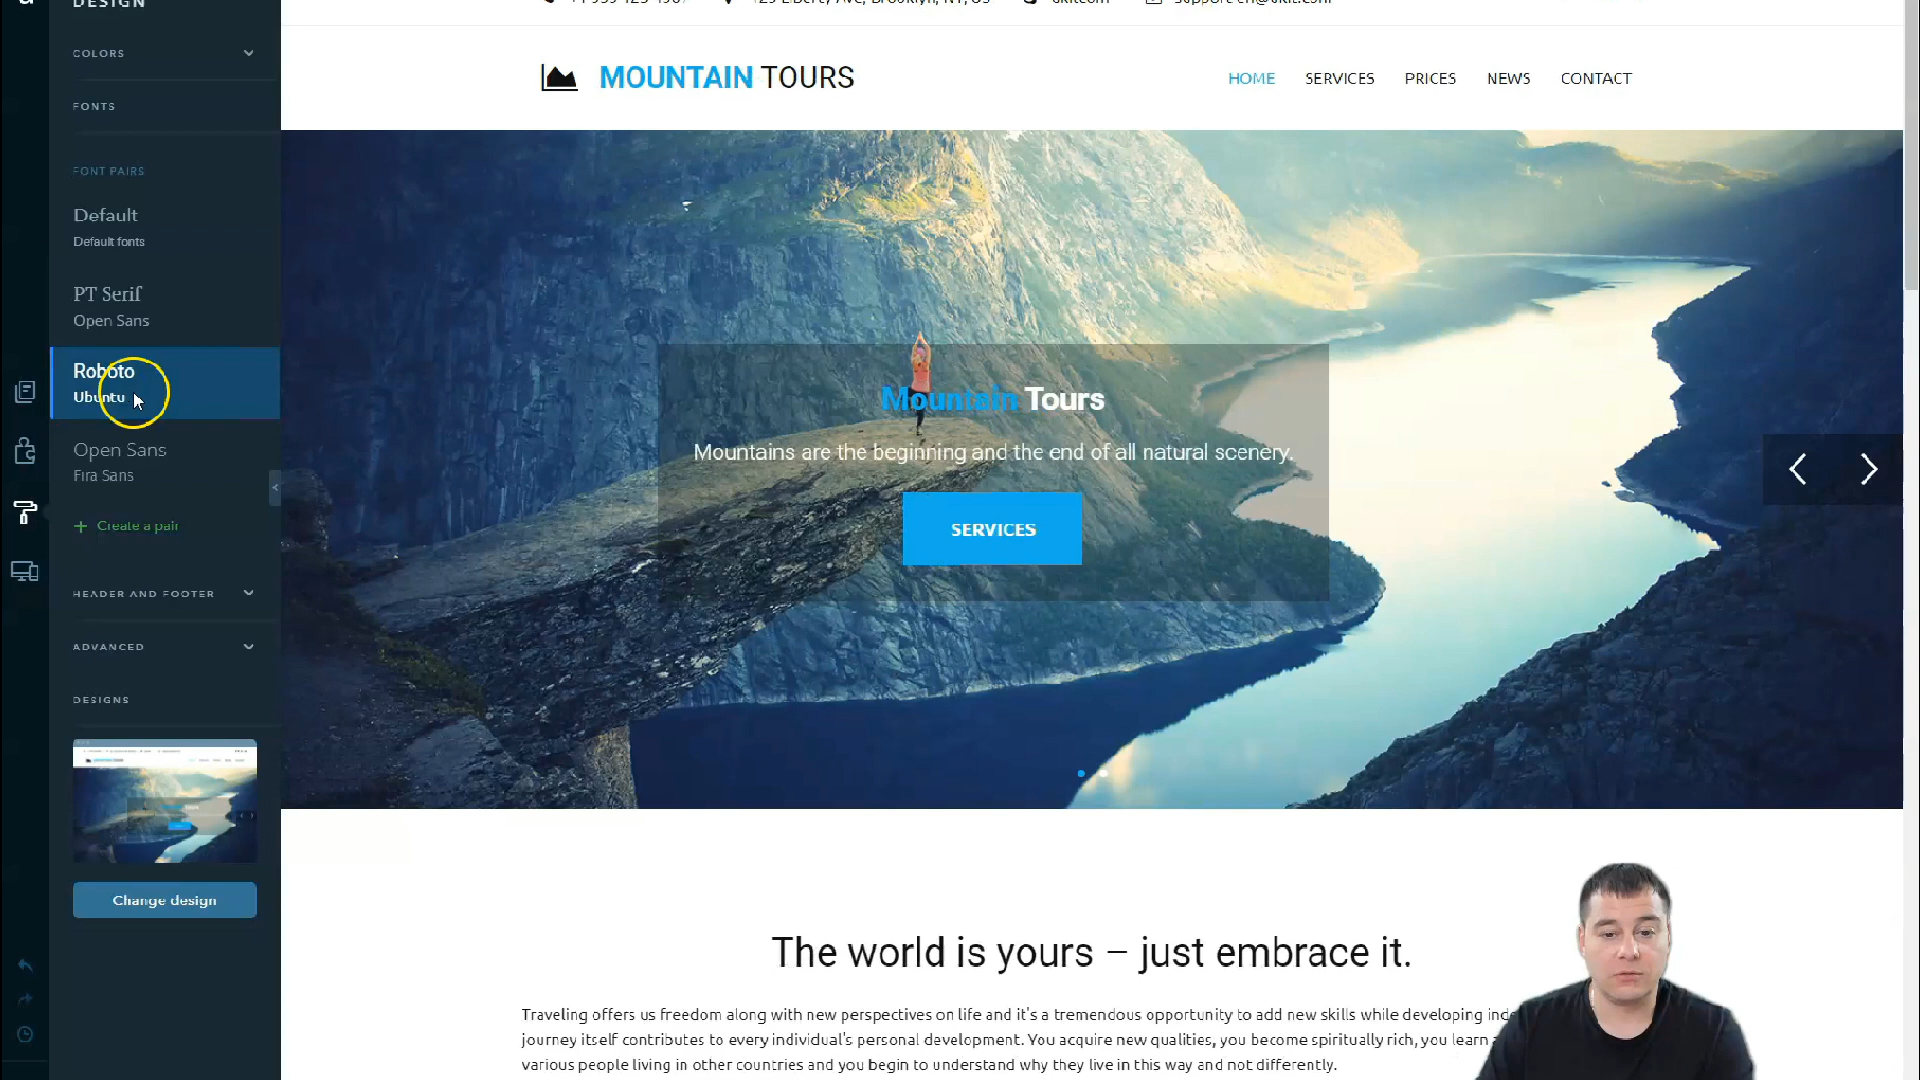 DESIGN
COLORS
FONTS
FONT PAIRS
Default
Default fonts
PT Serif
Open Sans
Roboto
Ubuntu
Open Sans
Fira Sans
+ Create a pair
HEADER AND FOOTER
ADVANCED
DESIGNS
Change design
MOUNTAIN TOURS
HOME SERVICES PRICES NEWS CONTACT
Mountain Tours
Mountains are the beginning and the end of all natural scenery.
SERVICES
The world is yours – just embrace it.
Traveling offers us freedom along with new perspectives on life and it's a tremendous opportunity to add new skills while developing
journey itself contributes to every individual's personal development. You acquire new qualities, you become spiritually rich, you learn
various people living in other countries and you begin to understand why they live in this way and not differently.